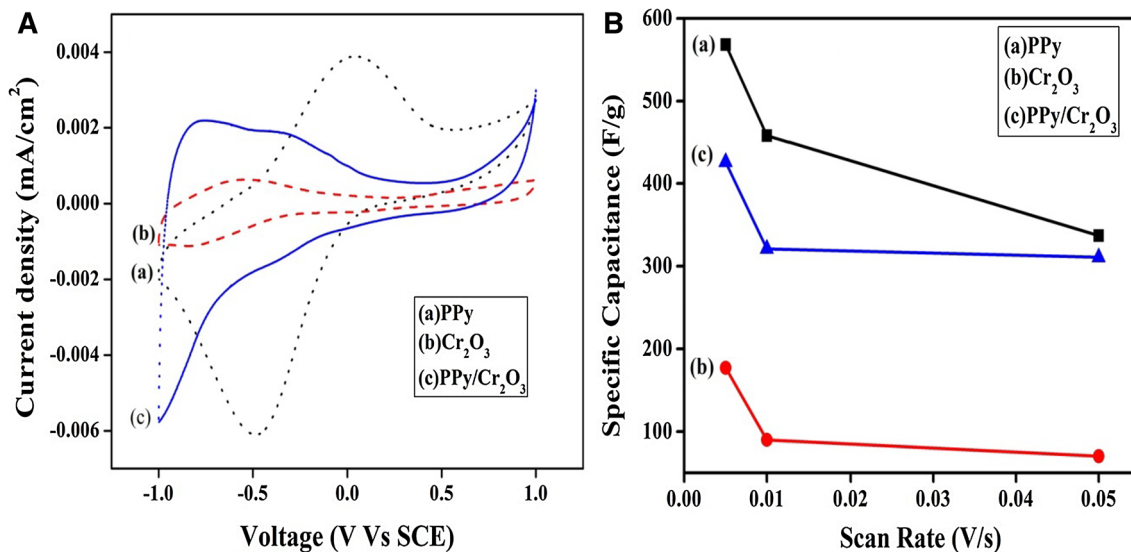 A
Current density (mA/cm²)
0.004
0.002
0.000
-0.002
-0.004
-0.006
(b)
(a)
(c)
(a)PPy
(b)Cr₂O₃
(c)PPy/Cr₂O₃
-1.0 -0.5 0.0 0.5 1.0
Voltage (V Vs SCE)
B
Specific Capacitance (F/g)
600
500
400
300
200
100
(a)
(c)
(b)
(a)PPy
(b)Cr₂O₃
(c)PPy/Cr₂O₃
0.00 0.01 0.02 0.03 0.04 0.05
Scan Rate (V/s)